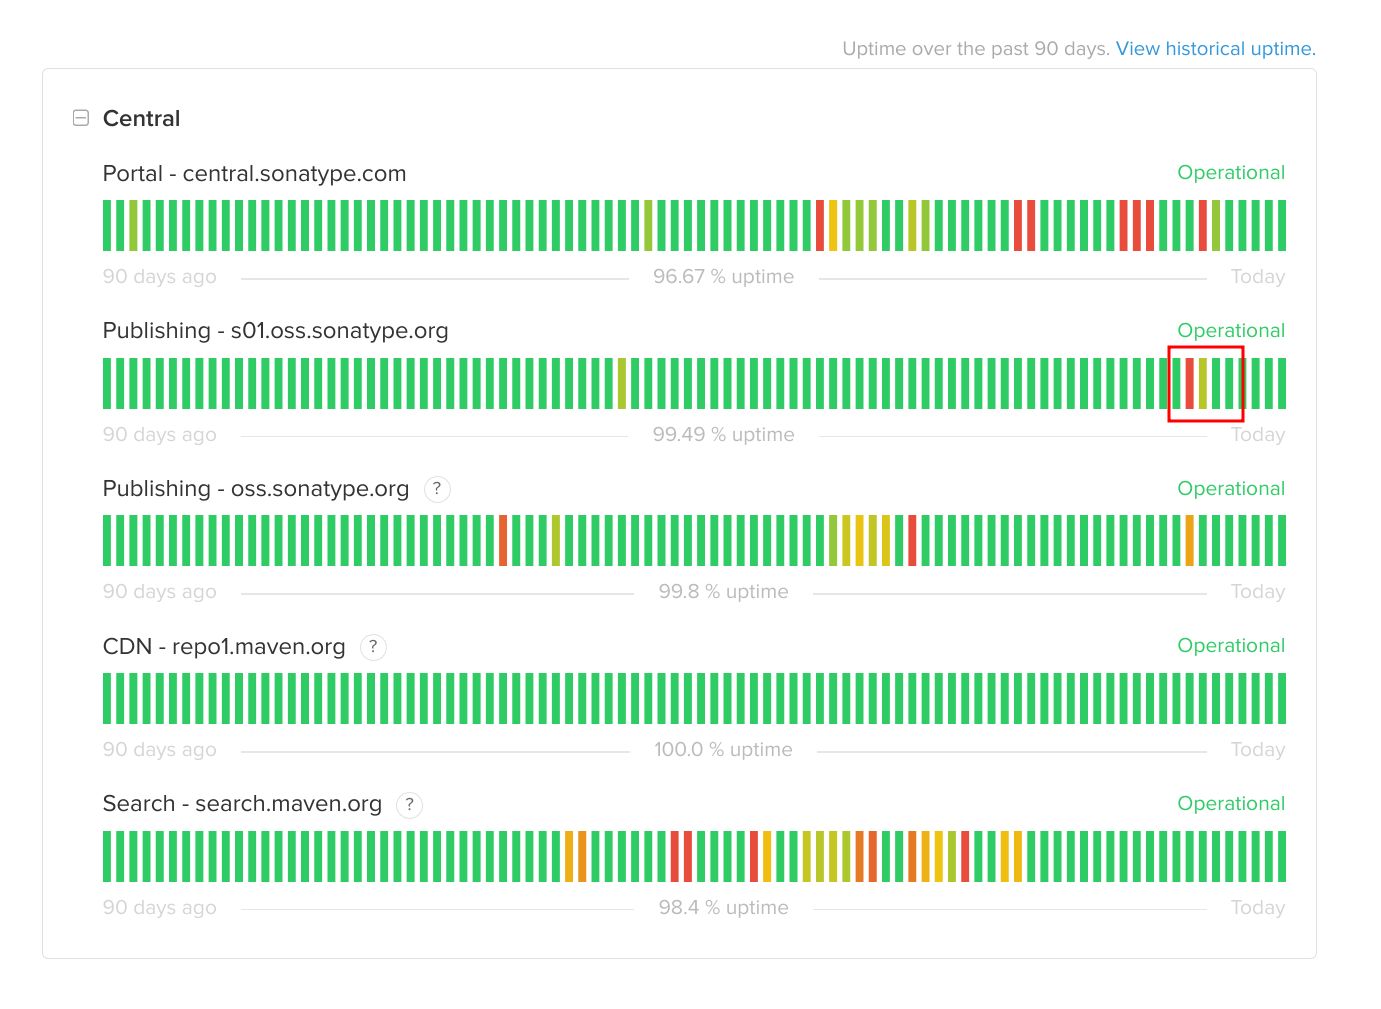 Uptime over the past 90 days. View historical uptime.
Central
Portal - central.sonatype.com Operational
90 days ago 96.67 % uptime Today
Publishing - s01.oss.sonatype.org Operational
90 days ago 99.49 % uptime Today
Publishing - oss.sonatype.org ? Operational
90 days ago 99.8 % uptime Today
CDN - repo1.maven.org ? Operational
90 days ago 100.0 % uptime Today
Search - search.maven.org ? Operational
90 days ago 98.4 % uptime Today